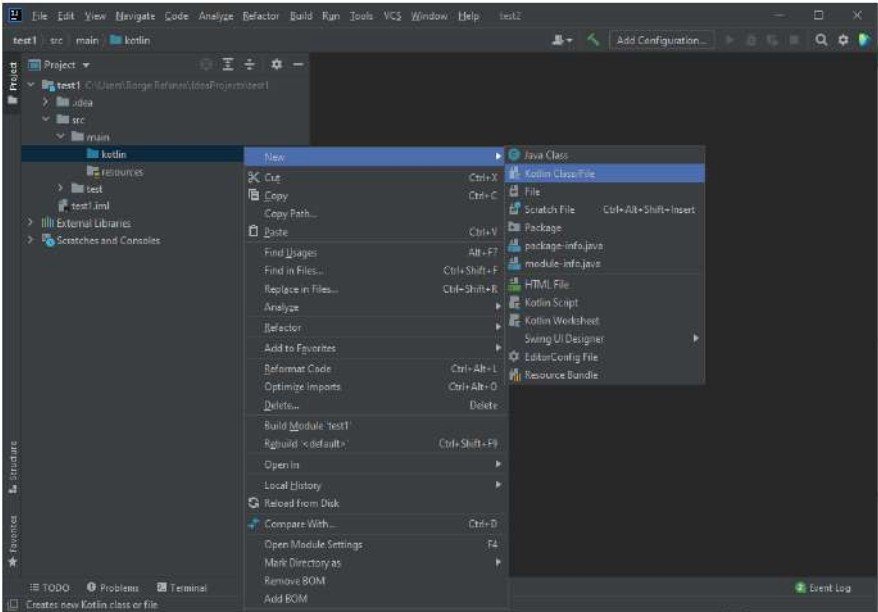 File Edit View Navigate Code Analyze Refactor Build Run Tools VCS Window Help test2
test1 src main kotlin Add Configuration...
Project
Project
test1
.idea
src
main
kotlin
resources
test
test1.iml
External Libraries
Scratches and Consoles
New
Cut Ctrl+X
Copy Ctrl+C
Copy Path...
Paste Ctrl+V
Find Usages Alt+F7
Find in Files... Ctrl+Shift+F
Replace in Files... Ctrl+Shift+R
Analyze
Refactor
Add to Favorites
Reformat Code Ctrl+Alt+L
Optimize Imports Ctrl+Alt+O
Delete... Delete
Build Module 'test1'
Rebuild '<default>' Ctrl+Shift+F9
Open In
Local History
Reload from Disk
Compare With... Ctrl+D
Open Module Settings F4
Mark Directory as
Remove BOM
Add BOM
Java Class
Kotlin Class/File
File
Scratch File Ctrl+Alt+Shift+Insert
Package
package-info.java
module-info.java
HTML File
Kotlin Script
Kotlin Worksheet
Swing UI Designer
EditorConfig File
Resource Bundle
Structure
Favorites
TODO Problems Terminal Event Log
Creates new Kotlin class or file